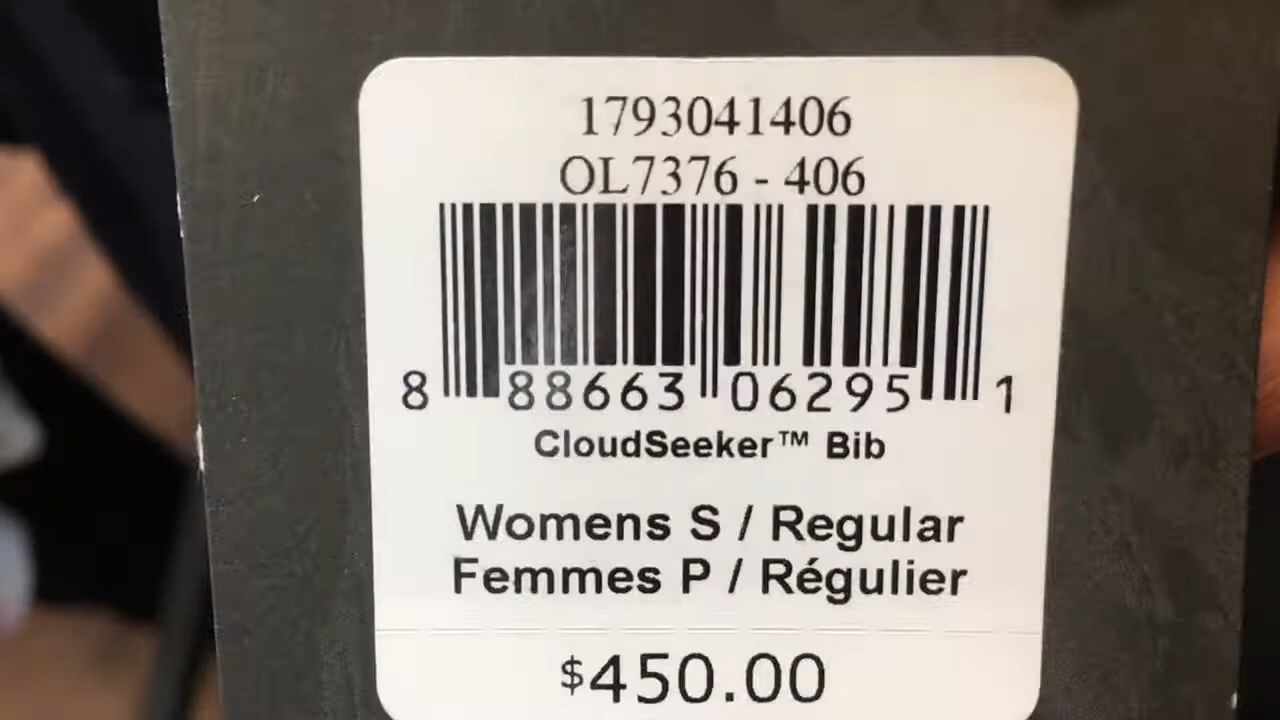 1793041406
OL7376 - 406
8 88663 06295 1
CloudSeeker™ Bib
Womens S / Regular
Femmes P / Régulier
$450.00